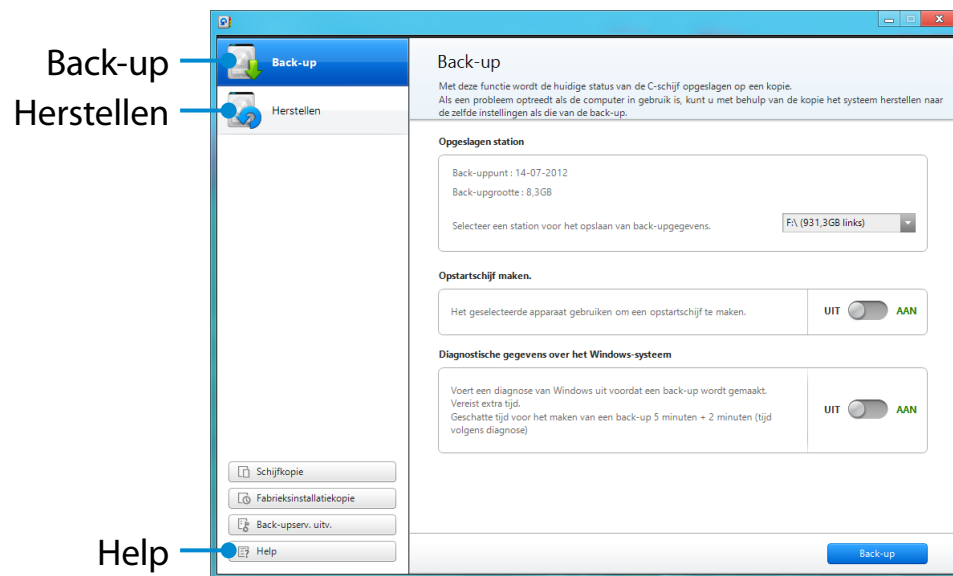 Back-up
Herstellen
Help
Back-up
Herstellen
Schijfkopie
Fabrieksinstallatiekopie
Back-upserv. uitv.
Help
Back-up
Met deze functie wordt de huidige status van de C-schijf opgeslagen op een kopie.
Als een probleem optreedt als de computer in gebruik is, kunt u met behulp van de kopie het systeem herstellen naar
de zelfde instellingen als die van de back-up.
Opgeslagen station
Back-uppunt : 14-07-2012
Back-upgrootte : 8,3GB
Selecteer een station voor het opslaan van back-upgegevens.
F:\ (931,3GB links)
Opstartschijf maken.
Het geselecteerde apparaat gebruiken om een opstartschijf te maken.
UIT AAN
Diagnostische gegevens over het Windows-systeem
Voert een diagnose van Windows uit voordat een back-up wordt gemaakt.
Vereist extra tijd.
Geschatte tijd voor het maken van een back-up 5 minuten + 2 minuten (tijd
volgens diagnose)
UIT AAN
Back-up